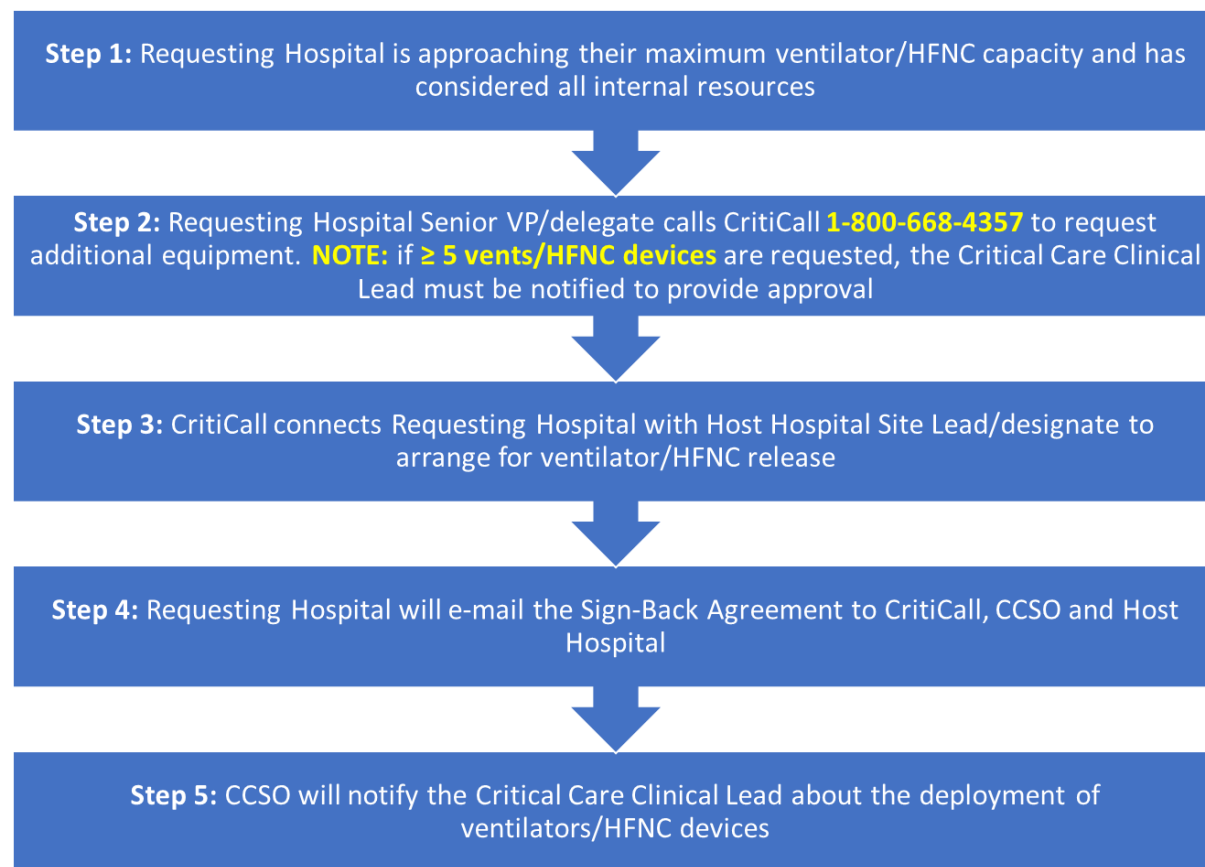 Step 1: Requesting Hospital is approaching their maximum ventilator/HFNC capacity and has
considered all internal resources
Step 2: Requesting Hospital Senior VP/delegate calls CritiCall 1-800-668-4357 to request
additional equipment. NOTE: if ≥ 5 vents/HFNC devices are requested, the Critical Care Clinical
Lead must be notified to provide approval
Step 3: CritiCall connects Requesting Hospital with Host Hospital Site Lead/designate to
arrange for ventilator/HFNC release
Step 4: Requesting Hospital will e-mail the Sign-Back Agreement to CritiCall, CCSO and Host
Hospital
Step 5: CCSO will notify the Critical Care Clinical Lead about the deployment of
ventilators/HFNC devices